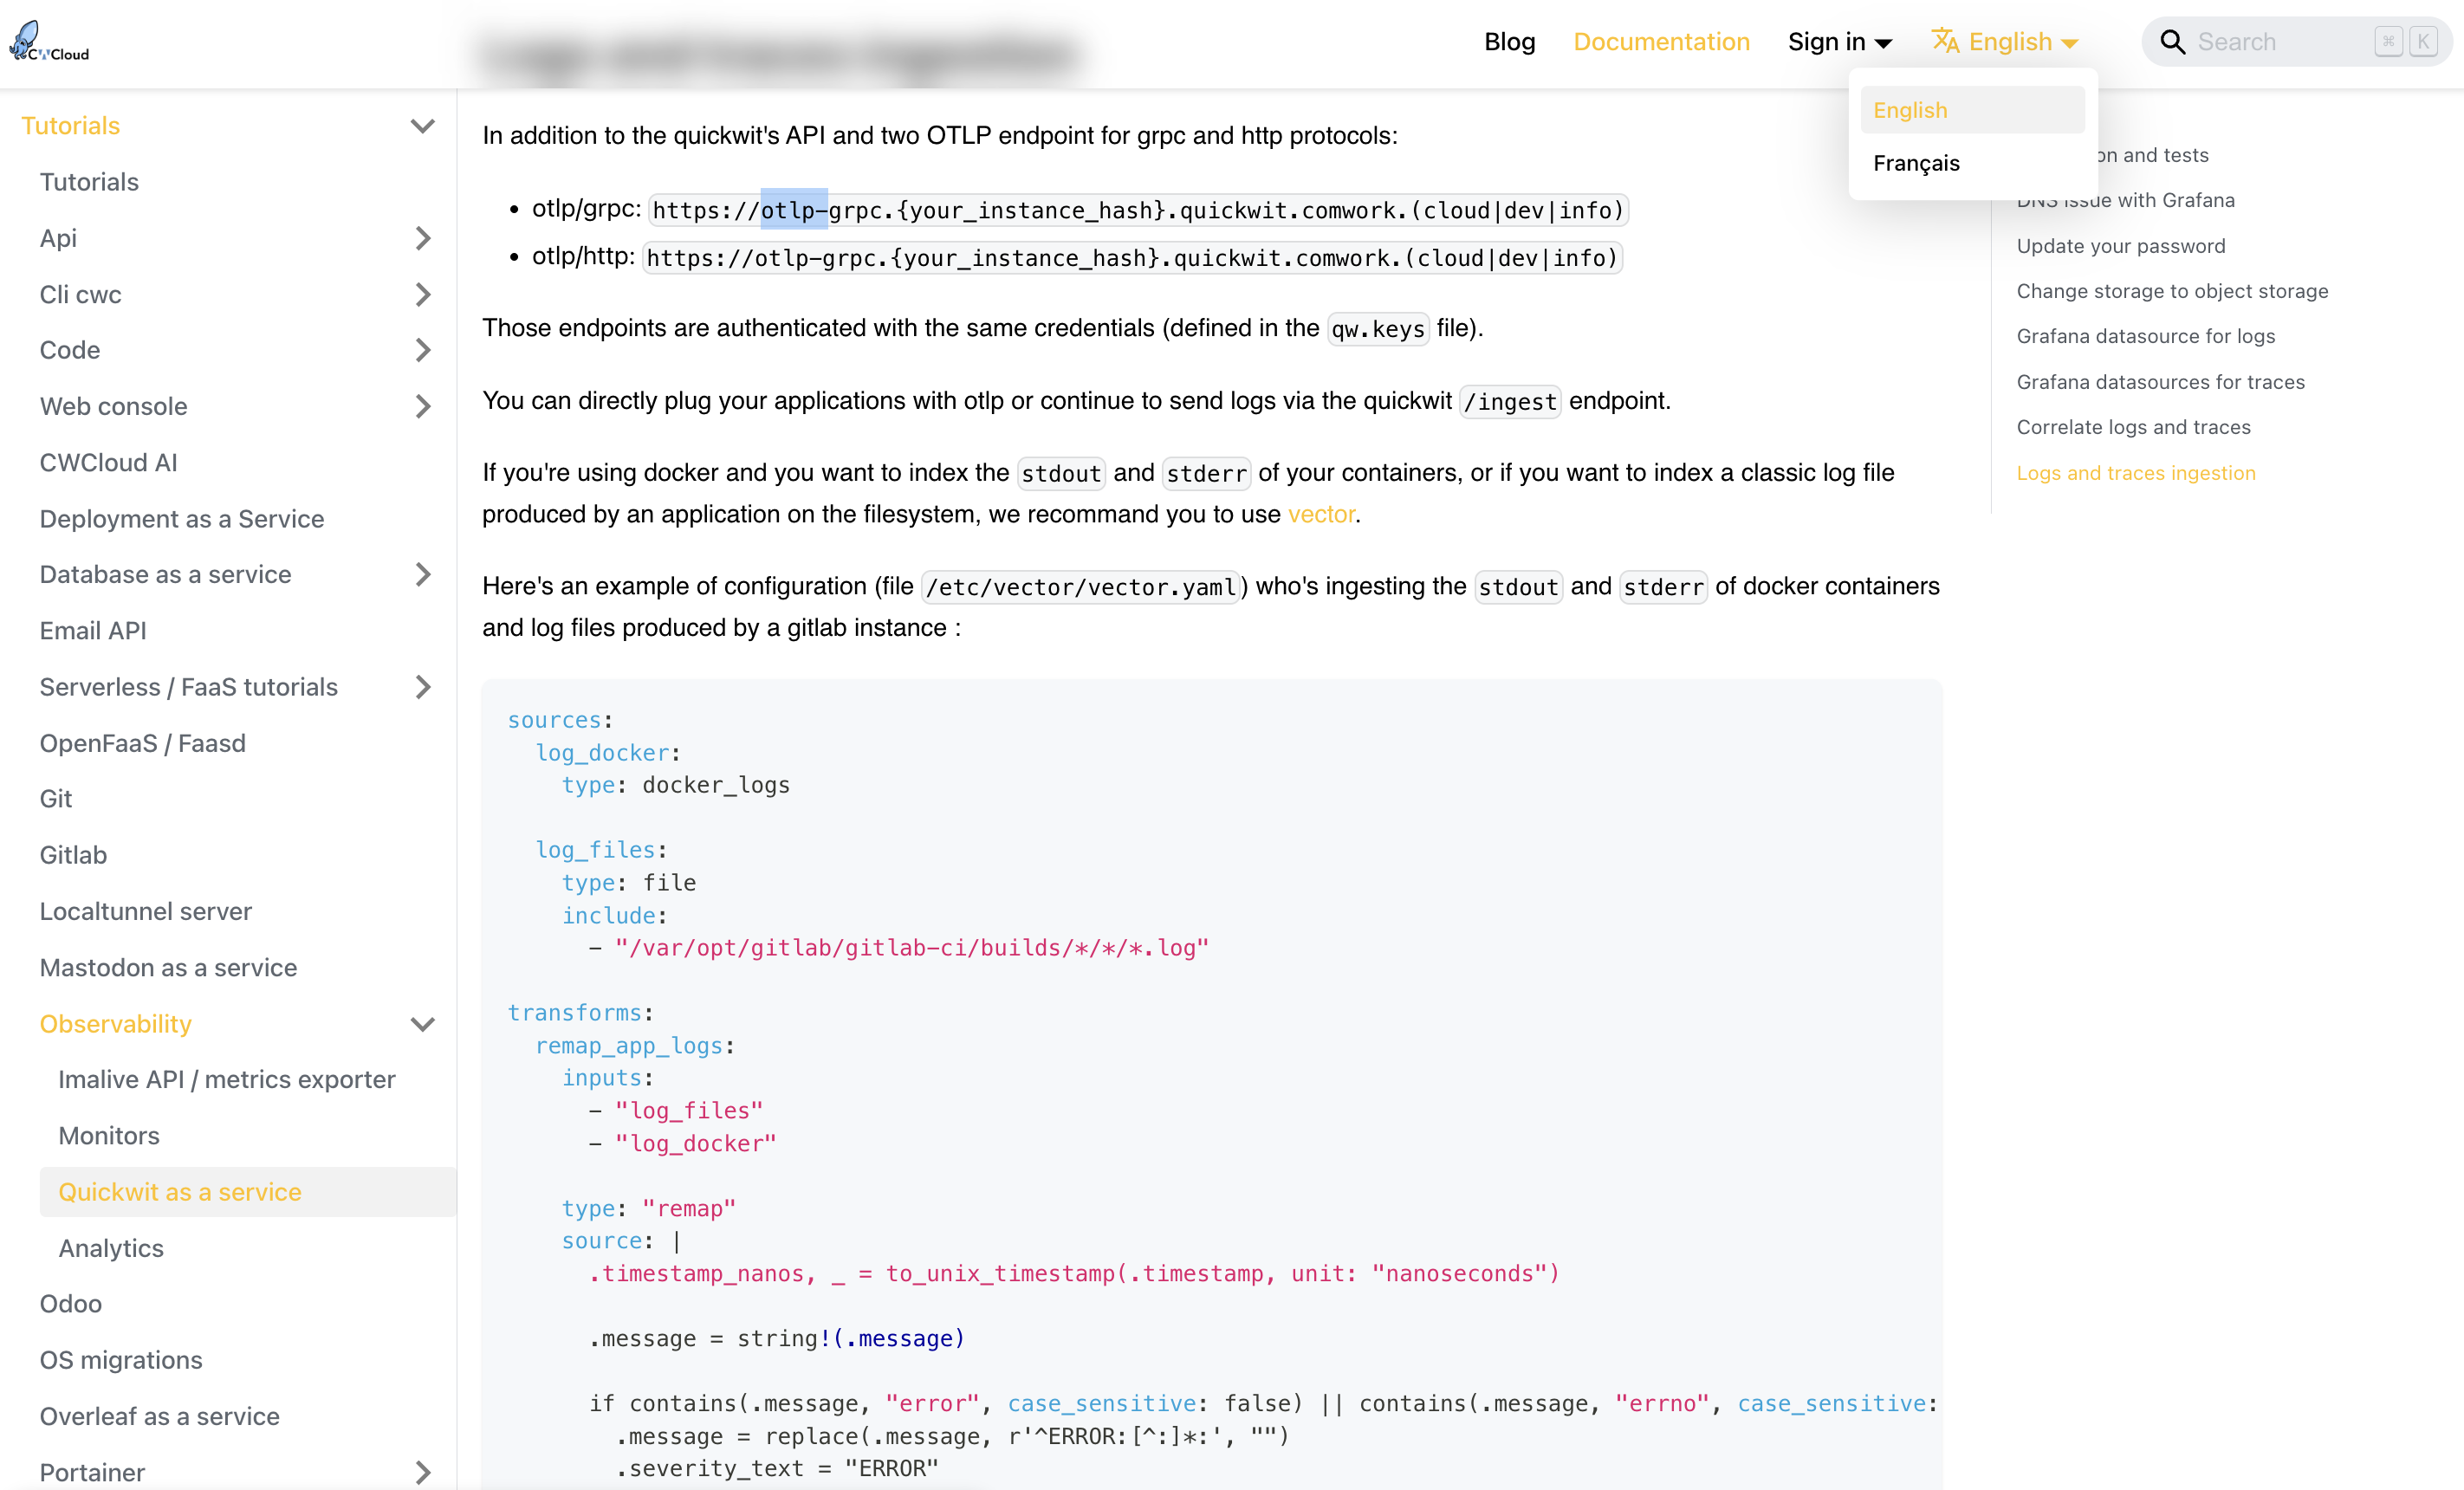 CWCloud
Blog
Documentation
Sign in
English
Search
⌘ K
English
Français
Tutorials
Tutorials
Api
Cli cwc
Code
Web console
CWCloud AI
Deployment as a Service
Database as a service
Email API
Serverless / FaaS tutorials
OpenFaaS / Faasd
Git
Gitlab
Localtunnel server
Mastodon as a service
Observability
Imalive API / metrics exporter
Monitors
Quickwit as a service
Analytics
Odoo
OS migrations
Overleaf as a service
Portainer
Logs and traces ingestion
In addition to the quickwit's API and two OTLP endpoint for grpc and http protocols:
• otlp/grpc: https://otlp-grpc.{your_instance_hash}.quickwit.comwork.(cloud|dev|info)
• otlp/http: https://otlp-grpc.{your_instance_hash}.quickwit.comwork.(cloud|dev|info)
Those endpoints are authenticated with the same credentials (defined in the qw.keys file).
You can directly plug your applications with otlp or continue to send logs via the quickwit /ingest endpoint.
If you're using docker and you want to index the stdout and stderr of your containers, or if you want to index a classic log file
produced by an application on the filesystem, we recommand you to use vector.
Here's an example of configuration (file /etc/vector/vector.yaml) who's ingesting the stdout and stderr of docker containers
and log files produced by a gitlab instance :
sources:
  log_docker:
    type: docker_logs
  log_files:
    type: file
    include:
      - "/var/opt/gitlab/gitlab-ci/builds/*/*/*.log"
transforms:
  remap_app_logs:
    inputs:
      - "log_files"
      - "log_docker"
    type: "remap"
    source: |
      .timestamp_nanos, _ = to_unix_timestamp(.timestamp, unit: "nanoseconds")
      .message = string!(.message)
      if contains(.message, "error", case_sensitive: false) || contains(.message, "errno", case_sensitive:
        .message = replace(.message, r'^ERROR:[^:]*:', "")
        .severity_text = "ERROR"
on and tests
DNS issue with Grafana
Update your password
Change storage to object storage
Grafana datasource for logs
Grafana datasources for traces
Correlate logs and traces
Logs and traces ingestion